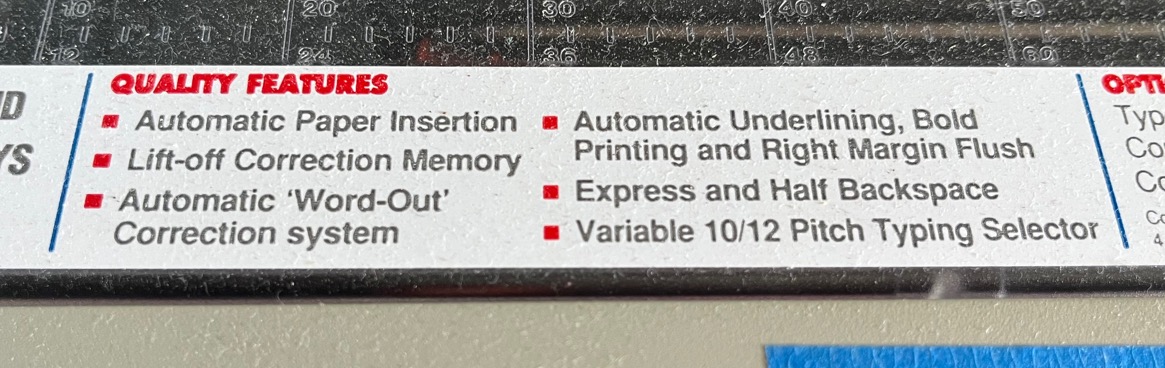 10 20 30 40 50
12 24 36 48 60
QUALITY FEATURES
Automatic Paper Insertion
Lift-off Correction Memory
Automatic 'Word-Out'
Correction system
Automatic Underlining, Bold
Printing and Right Margin Flush
Express and Half Backspace
Variable 10/12 Pitch Typing Selector